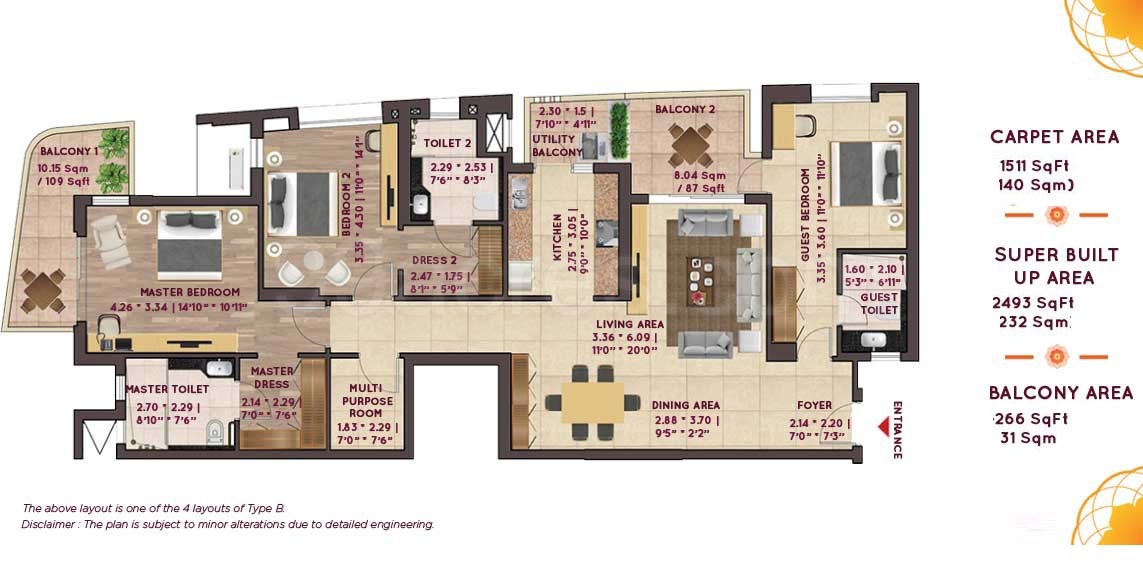 BALCONY 1
10.15 Sqm
/ 109 Sqft
MASTER BEDROOM
4.26 * 3.34 | 14'10" * 10'11"
BEDROOM 2
3.35 * 4.30 | 11'0" * 14'1"
TOILET 2
2.29 * 2.53 |
7'6" * 8'3"
DRESS 2
2.47 * 1.75 |
8'1" * 5'9"
2.30 * 1.5 |
7'10" * 4'11"
UTILITY
BALCONY
BALCONY 2
8.04 Sqm
/ 87 Sqft
KITCHEN
2.75 * 3.05 |
9'0" * 10'0"
GUEST BEDROOM
3.35 * 3.60 | 11'0" * 11'10"
1.60 * 2.10 |
5'3" * 6'11"
GUEST
TOILET
LIVING AREA
3.36 * 6.09 |
11'0" * 20'0"
MASTER TOILET
2.70 * 2.29 |
8'10" * 7'6"
MASTER
DRESS
2.14 * 2.29 |
7'0" * 7'6"
MULTI
PURPOSE
ROOM
1.83 * 2.29 |
7'0" * 7'6"
DINING AREA
2.88 * 3.70 |
9'5" * 2'2"
FOYER
2.14 * 2.20 |
7'0" * 7'3"
ENTRANCE
CARPET AREA
1511 SqFt
140 Sqm)
SUPER BUILT
UP AREA
2493 SqFt
232 Sqm
BALCONY AREA
266 SqFt
31 Sqm
The above layout is one of the 4 layouts of Type B.
Disclaimer : The plan is subject to minor alterations due to detailed engineering.